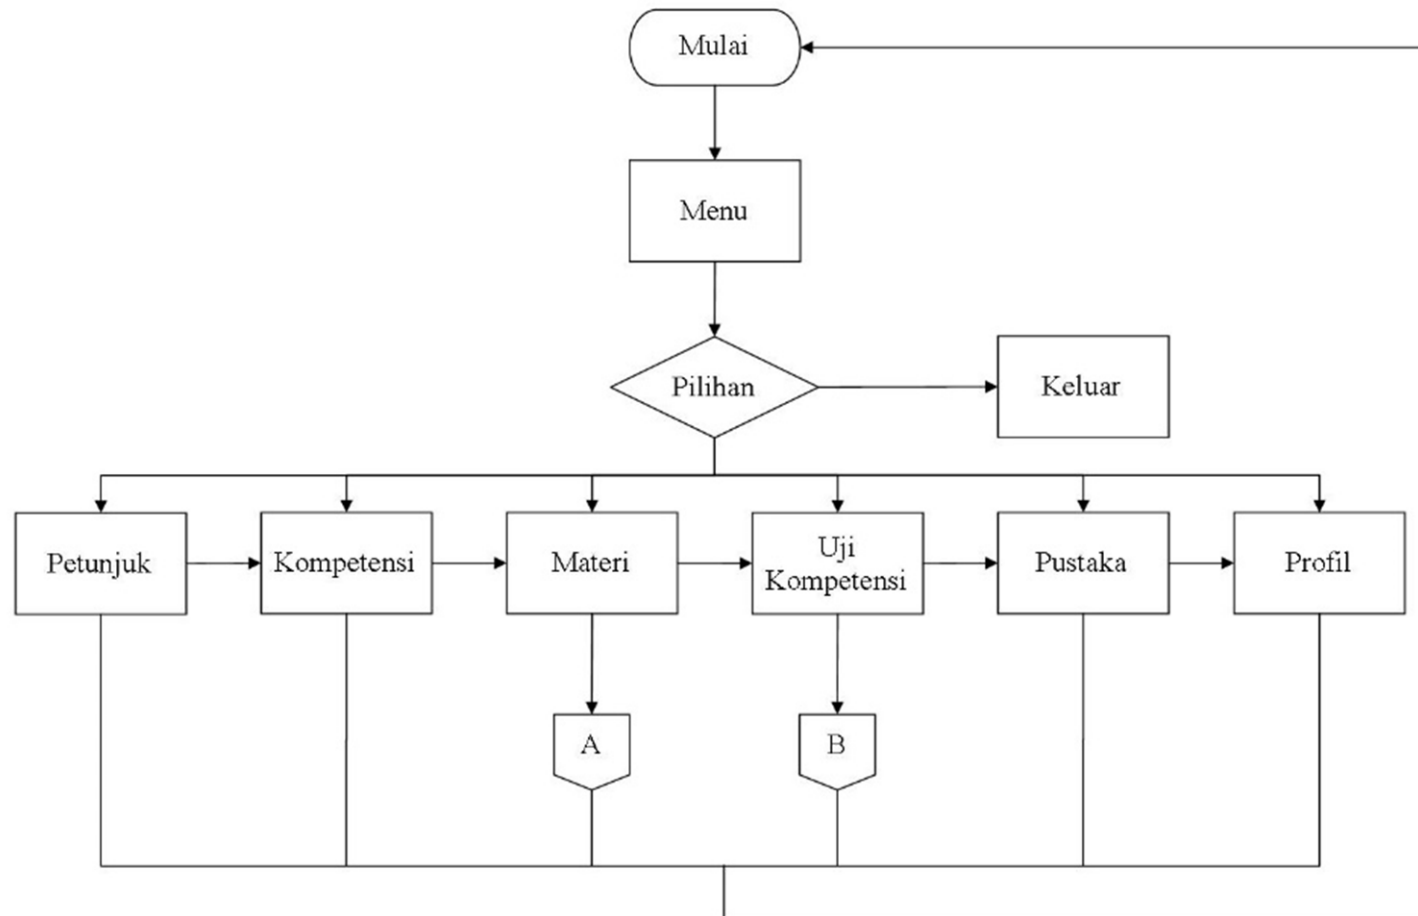 Mulai
Menu
Pilihan
Keluar
Petunjuk
Kompetensi
Materi
Uji
Kompetensi
Pustaka
Profil
A
B